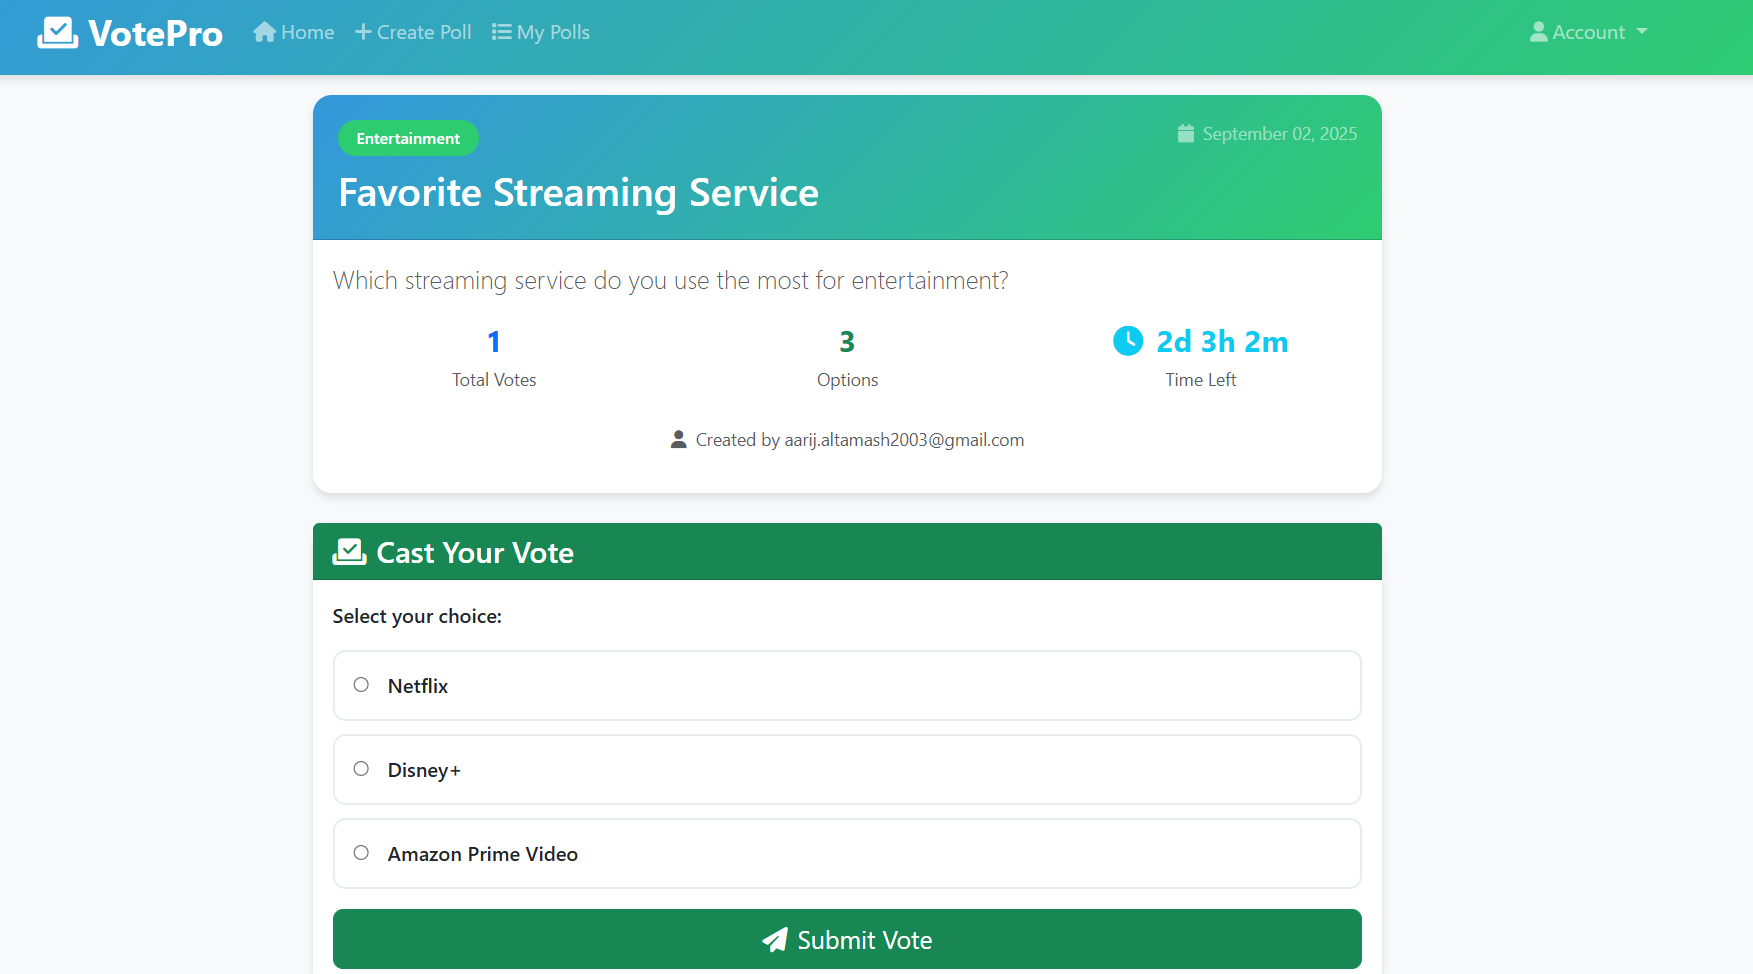 VotePro Home Create Poll My Polls Account
Entertainment September 02, 2025
Favorite Streaming Service
Which streaming service do you use the most for entertainment?
1 3 2d 3h 2m
Total Votes Options Time Left
Created by aarij.altamash2003@gmail.com
Cast Your Vote
Select your choice:
Netflix
Disney+
Amazon Prime Video
Submit Vote